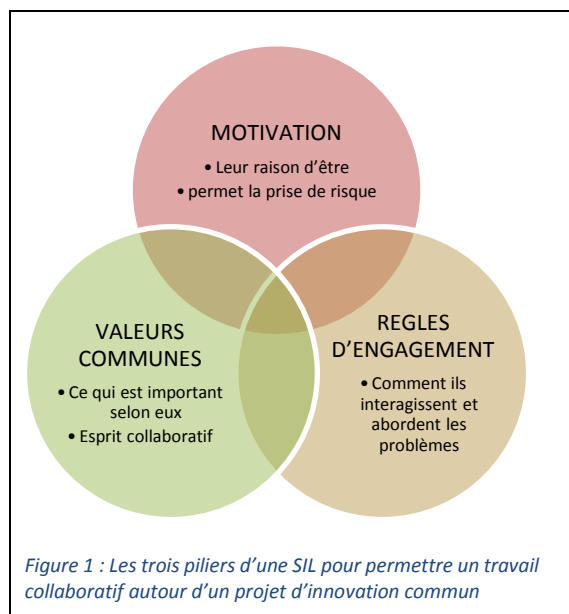 MOTIVATION
• Leur raison d’être
• permet la prise de risque
VALEURS
COMMUNES
• Ce qui est important
selon eux
• Esprit collaboratif
REGLES
D’ENGAGEMENT
• Comment ils
interagissent et
abordent les
problèmes
Figure 1 : Les trois piliers d’une SIL pour permettre un travail
collaboratif autour d’un projet d’innovation commun